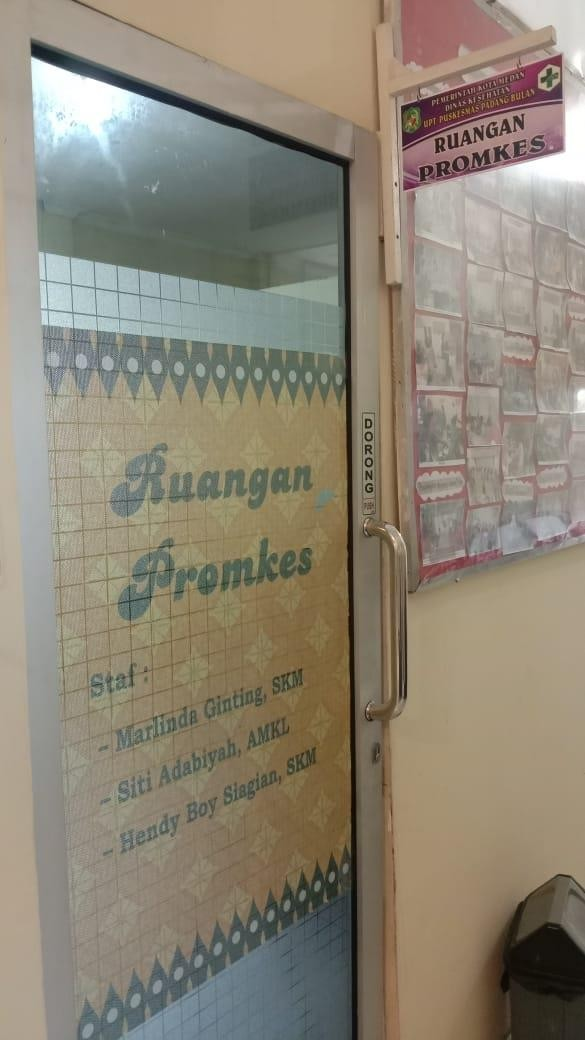 PEMERINTAH KOTA MEDAN
DINAS KESEHATAN
UPT PUSKESMAS PADANG BULAN
RUANGAN
PROMKES
Ruangan
Promkes
Staf :
- Marlinda Ginting, SKM
- Siti Adabiyah, AMKL
- Hendy Boy Siagian, SKM
DORONG
PUSH